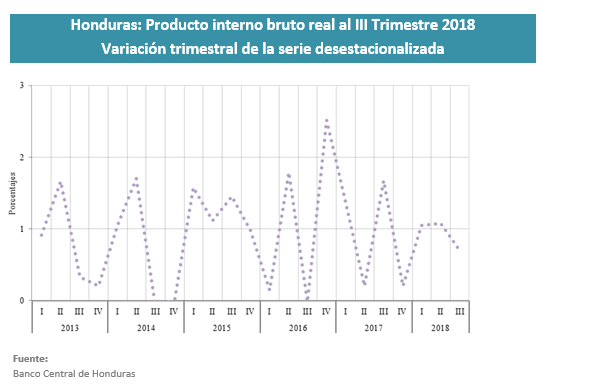 Honduras: Producto interno bruto real al III Trimestre 2018
Variación trimestral de la serie desestacionalizada
3
2
1
0
Porcentajes
I II III IV I II III IV I II III IV I II III IV I II III IV I II III
2013 2014 2015 2016 2017 2018
Fuente:
Banco Central de Honduras